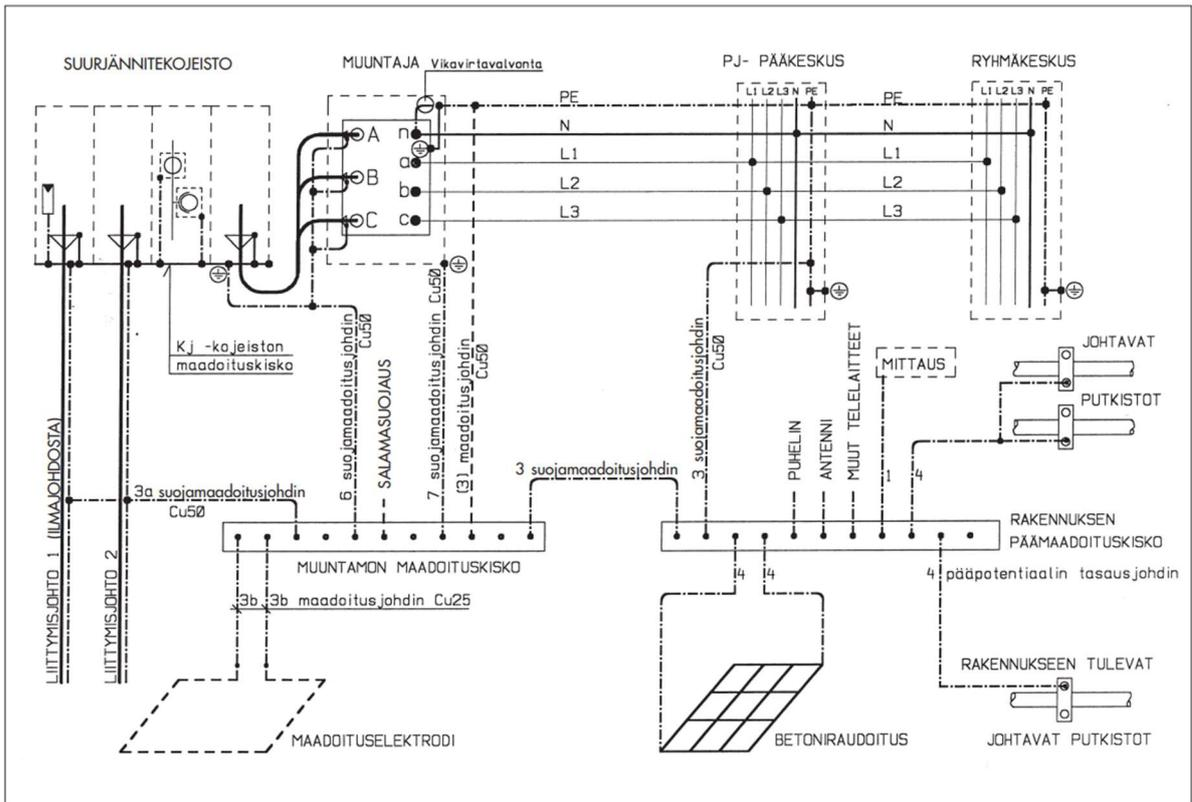 SUURJÄNNITEKOJEISTO
MUUNTAJA
Vikavirtavalvonta
PJ- PÄÄKESKUS
RYHMÄKESKUS
L1 L2 L3 N PE
L1 L2 L3 N PE
PE
PE
A
n
N
N
a
L1
L1
B
b
L2
L2
C
c
L3
L3
Kj -kojeiston
maadoituskisko
6 suojamaadoitusjohdin
Cu50
SALAMASUOJAUS
7 suojamaadoitusjohdin Cu50
(3) maadoitusjohdin
Cu50
3 suojamaadoitusjohdin
Cu50
PUHELIN
ANTENNI
MUUT TELELAITTEET
MITTAUS
1
4
JOHTAVAT
PUTKISTOT
LIITTYMISJOHTO 1 (ILMAJOHDOSTA)
LIITTYMISJOHTO 2
3a suojamaadoitusjohdin
Cu50
3 suojamaadoitusjohdin
MUUNTAMON MAADOITUSKISKO
RAKENNUKSEN
PÄÄMAADOITUSKISKO
4
4
4 pääpotentiaalin tasausjohdin
3b
3b maadoitusjohdin Cu25
MAADOITUSELEKTRODI
BETONIRAUDOITUS
RAKENNUKSEEN TULEVAT
JOHTAVAT PUTKISTOT